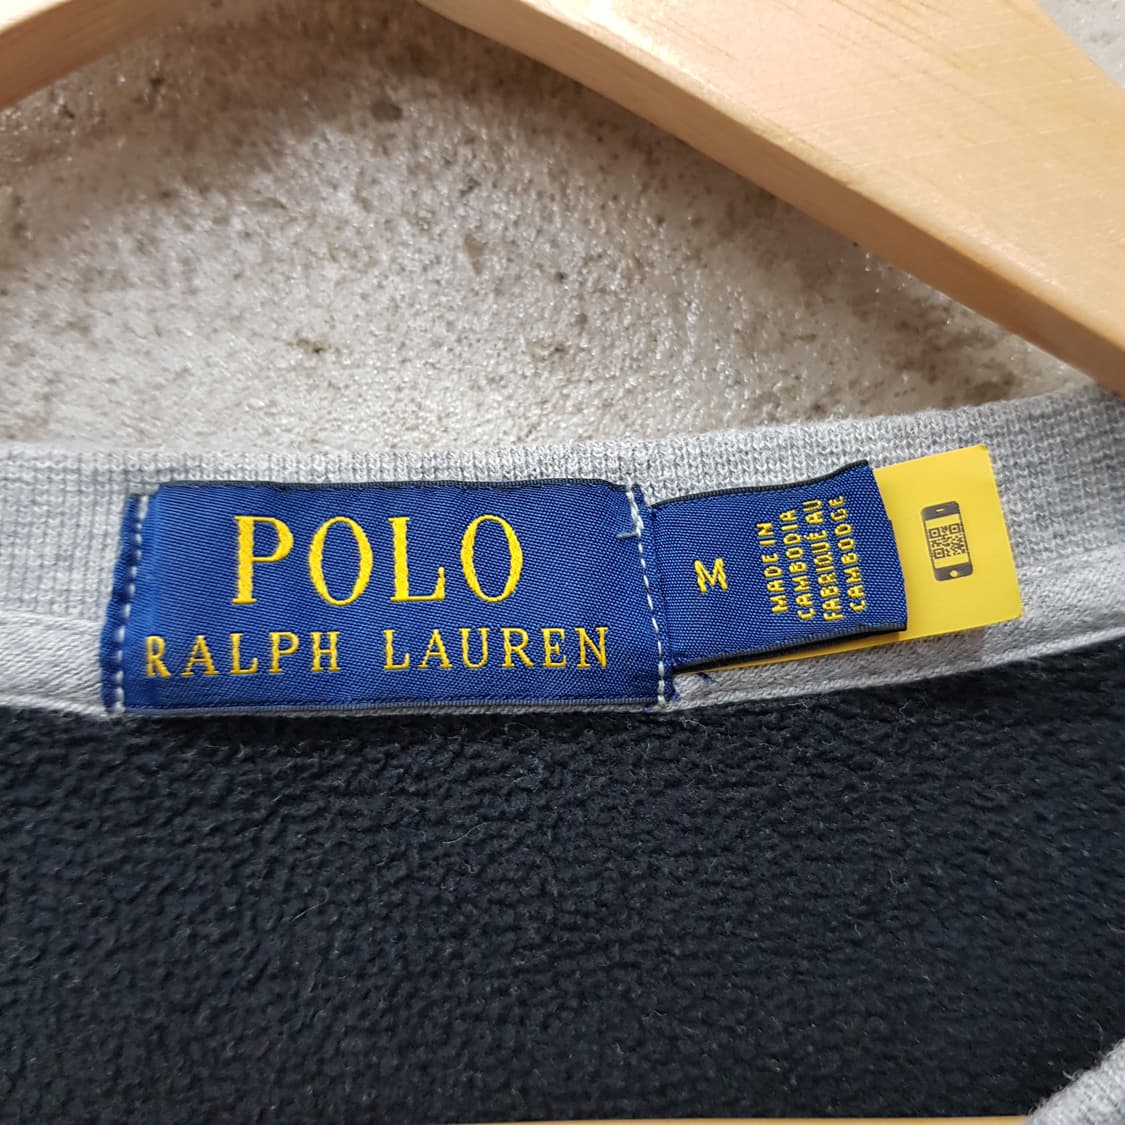 POLO
RALPH LAUREN
M
MADE IN
CAMBODIA
FABRIQUÉ AU
CAMBODGE